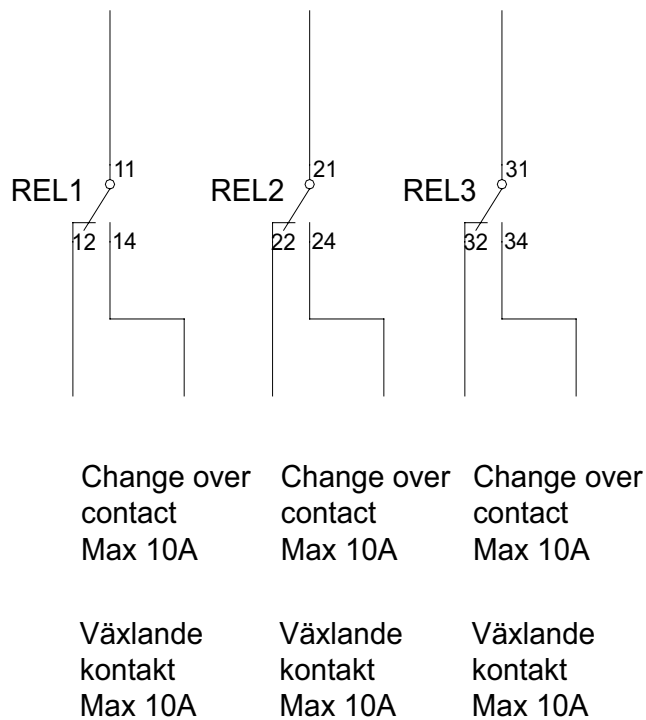 11 21 31
REL1 REL2 REL3
12 14 22 24 32 34
Change over Change over Change over
contact contact contact
Max 10A Max 10A Max 10A
Växlande Växlande Växlande
kontakt kontakt kontakt
Max 10A Max 10A Max 10A